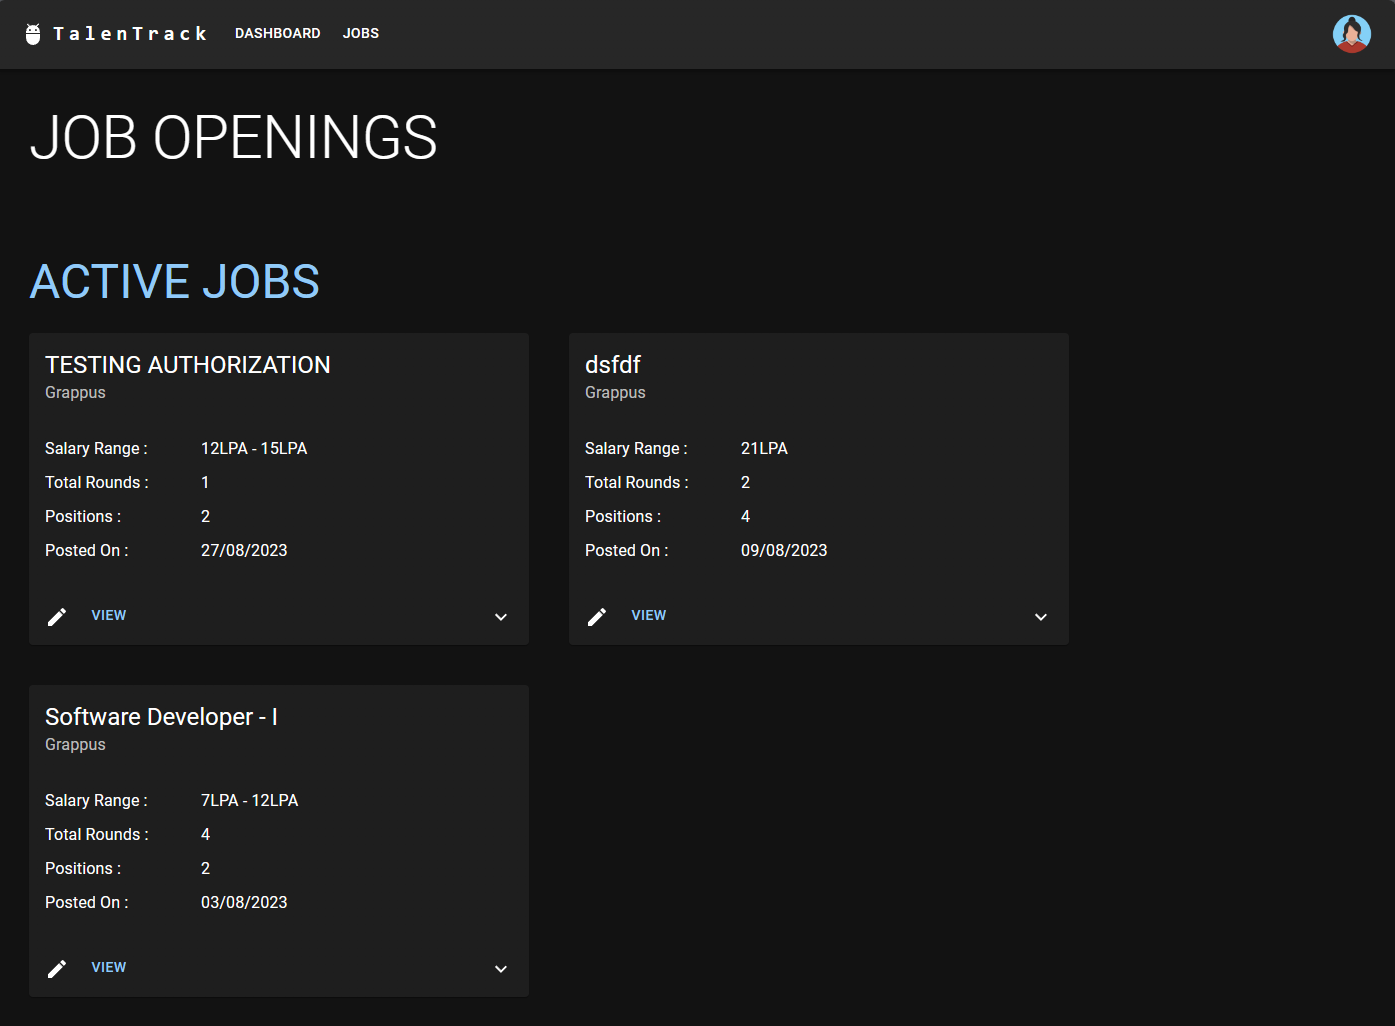 TalenTrack DASHBOARD JOBS
JOB OPENINGS
ACTIVE JOBS
TESTING AUTHORIZATION
Grappus
Salary Range : 12LPA - 15LPA
Total Rounds : 1
Positions : 2
Posted On : 27/08/2023
VIEW
dsfdf
Grappus
Salary Range : 21LPA
Total Rounds : 2
Positions : 4
Posted On : 09/08/2023
VIEW
Software Developer - I
Grappus
Salary Range : 7LPA - 12LPA
Total Rounds : 4
Positions : 2
Posted On : 03/08/2023
VIEW